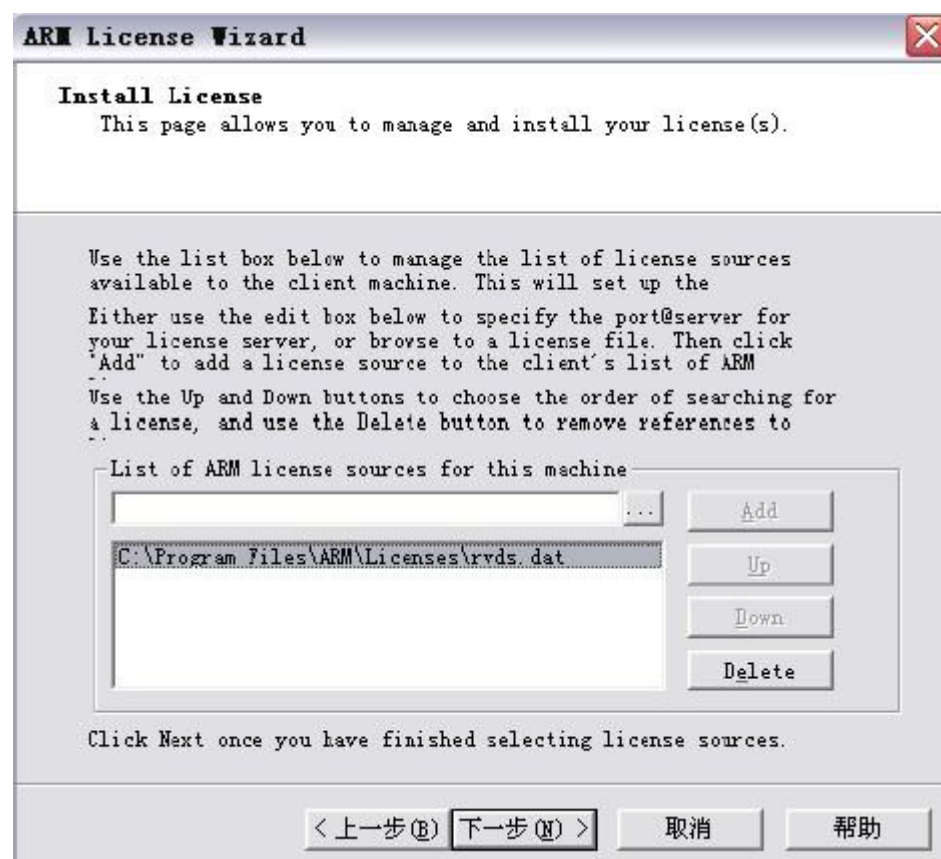 ARM License Wizard
Install License
This page allows you to manage and install your license(s).
Use the list box below to manage the list of license sources
available to the client machine. This will set up the
Either use the edit box below to specify the port@server for
your license server, or browse to a license file. Then click
"Add" to add a license source to the client's list of ARM
Use the Up and Down buttons to choose the order of searching for
a license, and use the Delete button to remove references to
List of ARM license sources for this machine
...
Add
C:\Program Files\ARM\Licenses\rvds.dat
Up
Down
Delete
Click Next once you have finished selecting license sources.
< 上一步(B) 下一步(N) > 取消 帮助